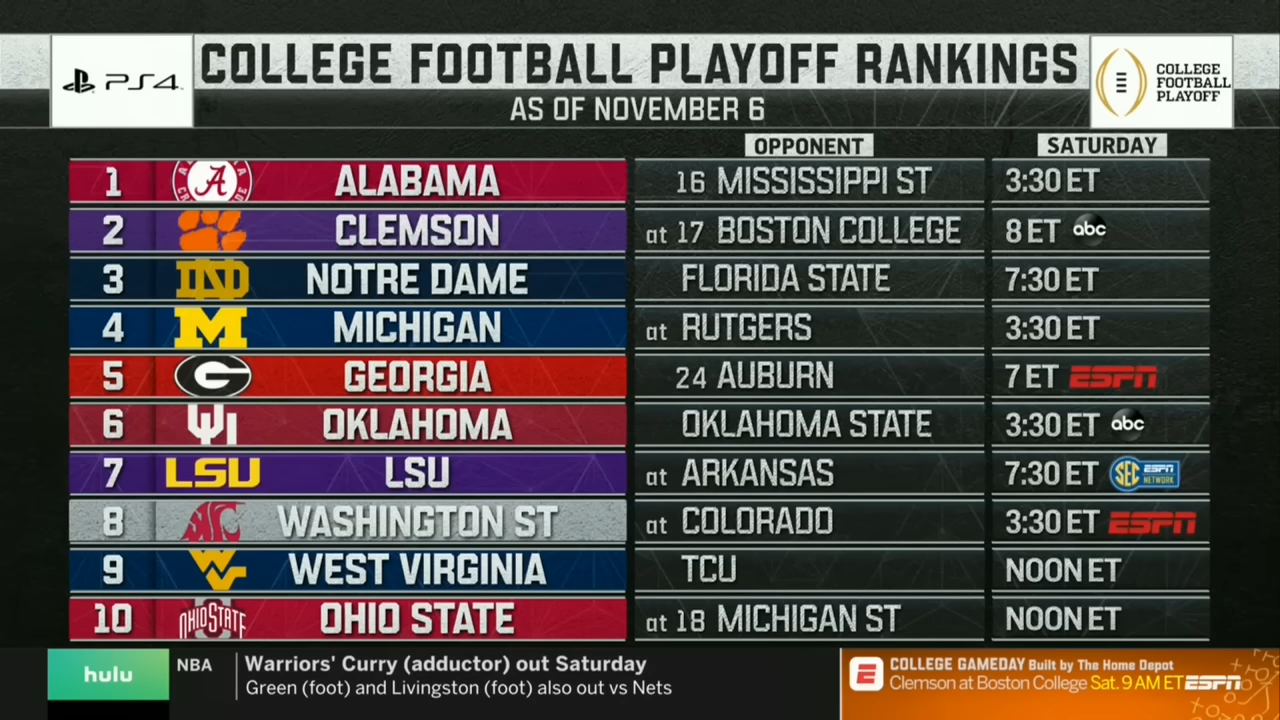 PS4
COLLEGE FOOTBALL PLAYOFF RANKINGS
COLLEGE
FOOTBALL
PLAYOFF
AS OF NOVEMBER 6
OPPONENT SATURDAY
1 A ALABAMA 16 MISSISSIPPI ST 3:30 ET
2 CLEMSON at 17 BOSTON COLLEGE 8 ET abc
3 ND NOTRE DAME FLORIDA STATE 7:30 ET
4 M MICHIGAN at RUTGERS 3:30 ET
5 G GEORGIA 24 AUBURN 7 ET ESPN
6 OU OKLAHOMA OKLAHOMA STATE 3:30 ET abc
7 LSU LSU at ARKANSAS 7:30 ET SEC ESPN NETWORK
8 WASHINGTON ST at COLORADO 3:30 ET ESPN
9 WV WEST VIRGINIA TCU NOON ET
10 OHIO STATE OHIO STATE at 18 MICHIGAN ST NOON ET
hulu
NBA
Warriors' Curry (adductor) out Saturday
Green (foot) and Livingston (foot) also out vs Nets
E COLLEGE GAMEDAY Built by The Home Depot
Clemson at Boston College Sat. 9 AM ET ESPN